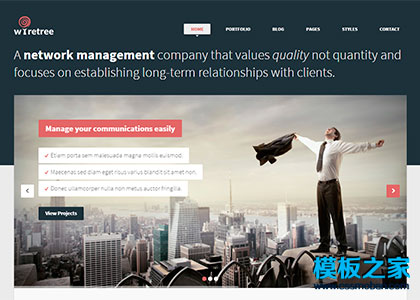 wiretree
HOME PORTFOLIO BLOG PAGES STYLES CONTACT
A network management company that values quality not quantity and
focuses on establishing long-term relationships with clients.
Manage your communications easily
Etiam porta sem malesuada magna mollis euismod.
Maecenas sed diam eget risus varius blandit sit amet non.
Donec ullamcorper nulla non metus auctor fringilla.
View Projects
模板之家
www.cssmoban.com